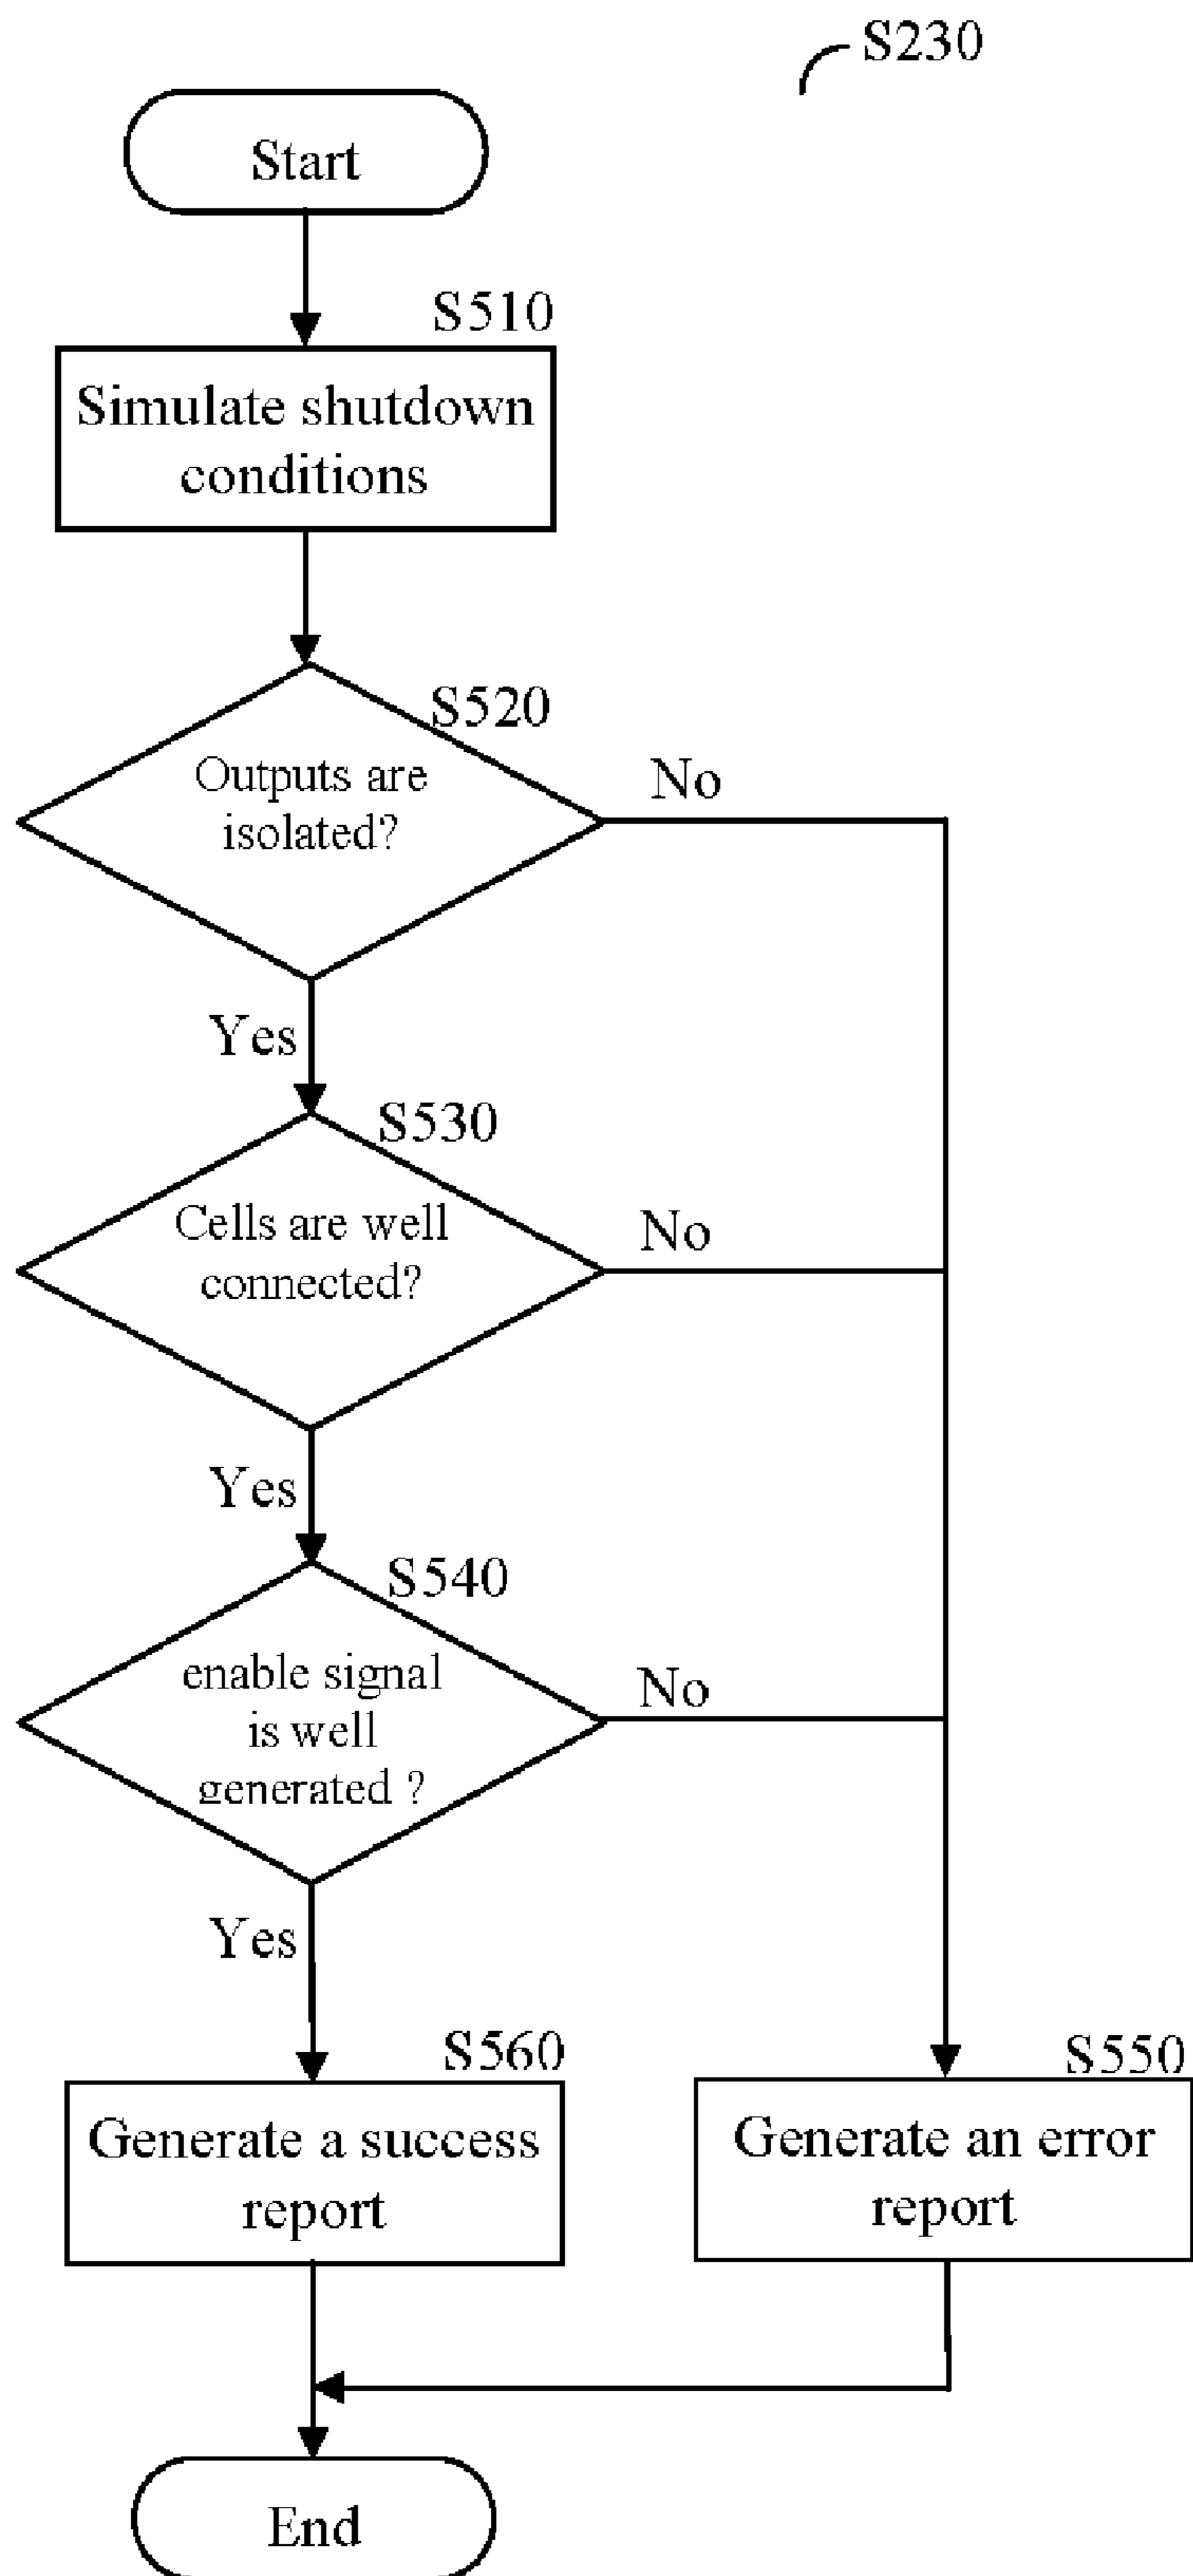 S230
Start
S510
Simulate shutdown
conditions
S520
Outputs are
isolated?
No
Yes
S530
Cells are well
connected?
No
Yes
S540
enable signal
is well
generated ?
No
Yes
S560
Generate a success
report
S550
Generate an error
report
End